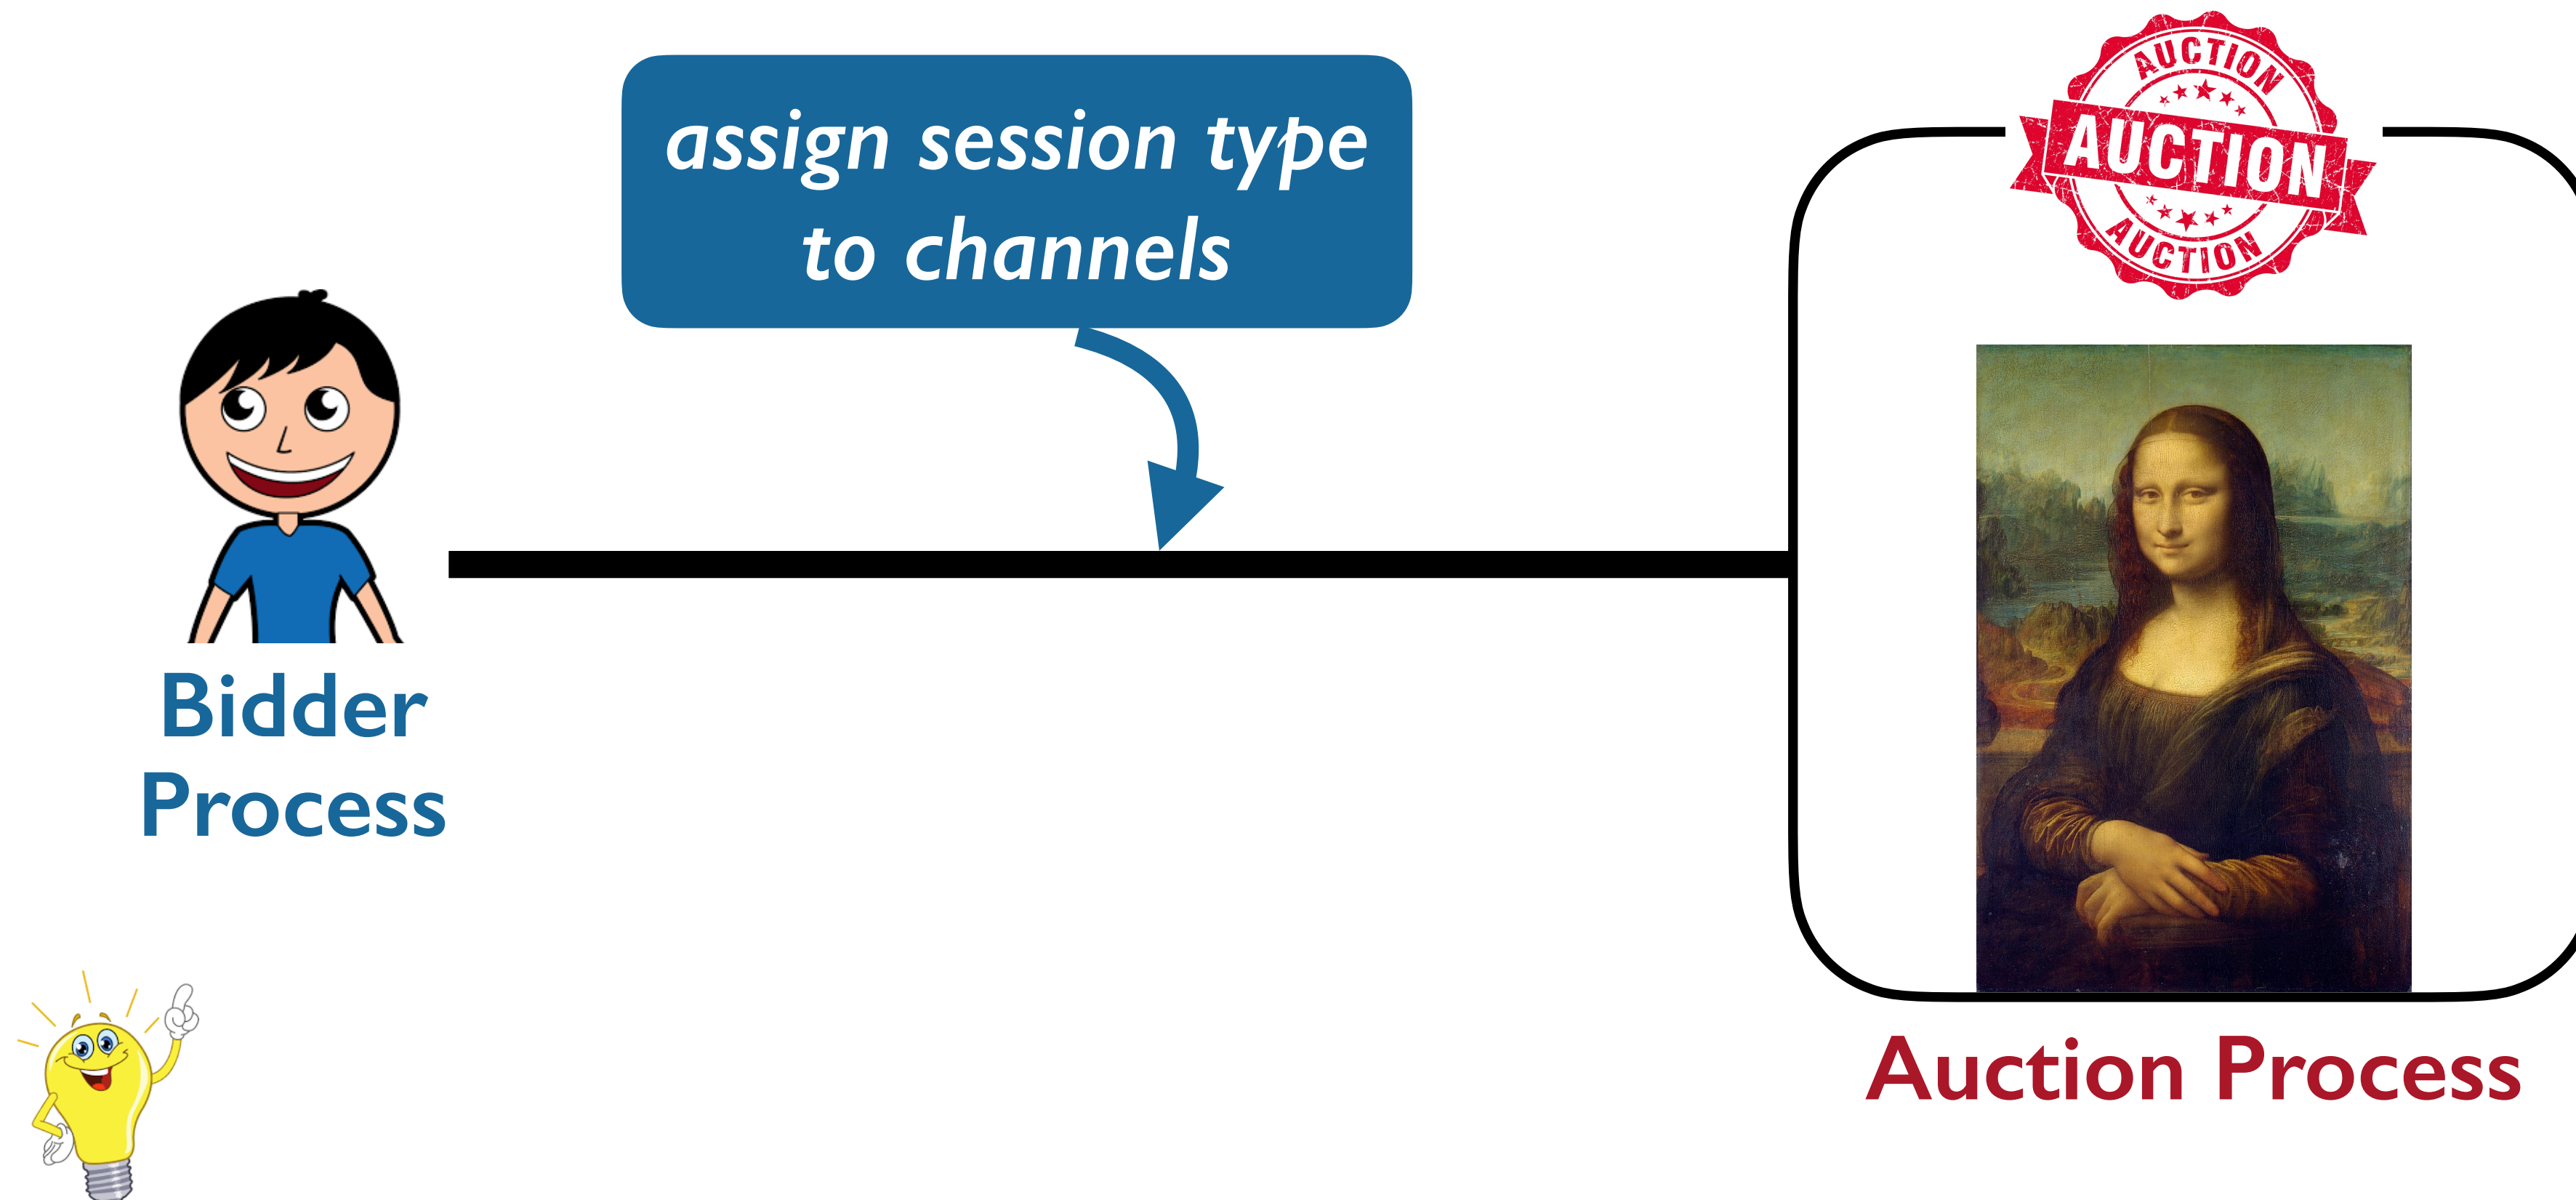 assign session type
to channels
AUCTION
AUCTION
AUCTION
Bidder
Process
Auction Process